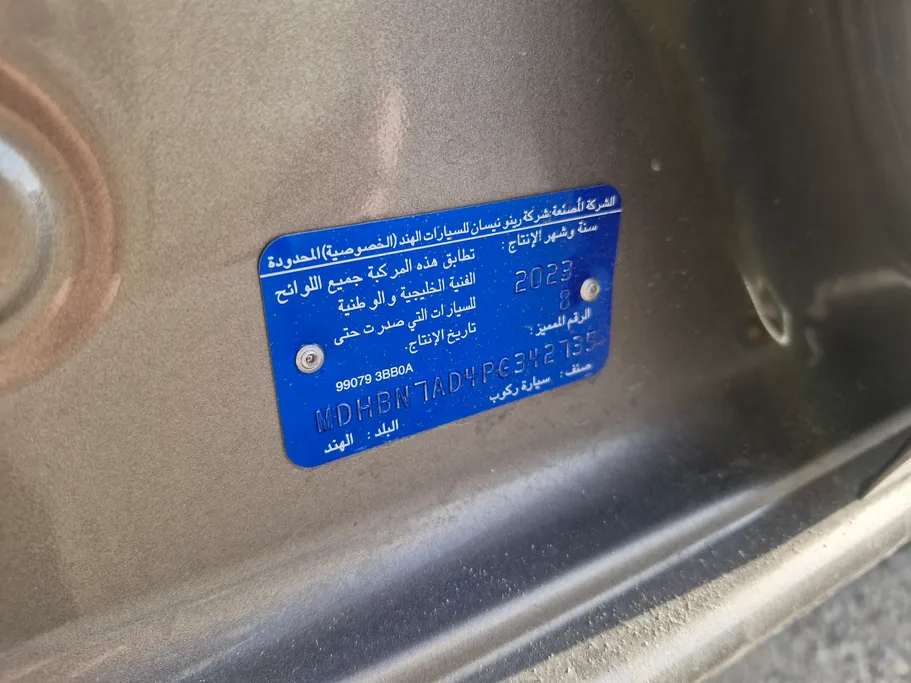 الشركة المصنعة: شركة رينو نيسان للسيارات الهند (الخصوصية) المحدودة
سنة وشهر الإنتاج:
2023
8
تطابق هذه المركبة جميع اللوائح
الفنية الخليجية والوطنية
للسيارات التي صدرت حتى
تاريخ الإنتاج.
99079 3BB0A
الرقم المميز:
MDHBN7AD4PG342735
صنف: سيارة ركوب
البلد: الهند